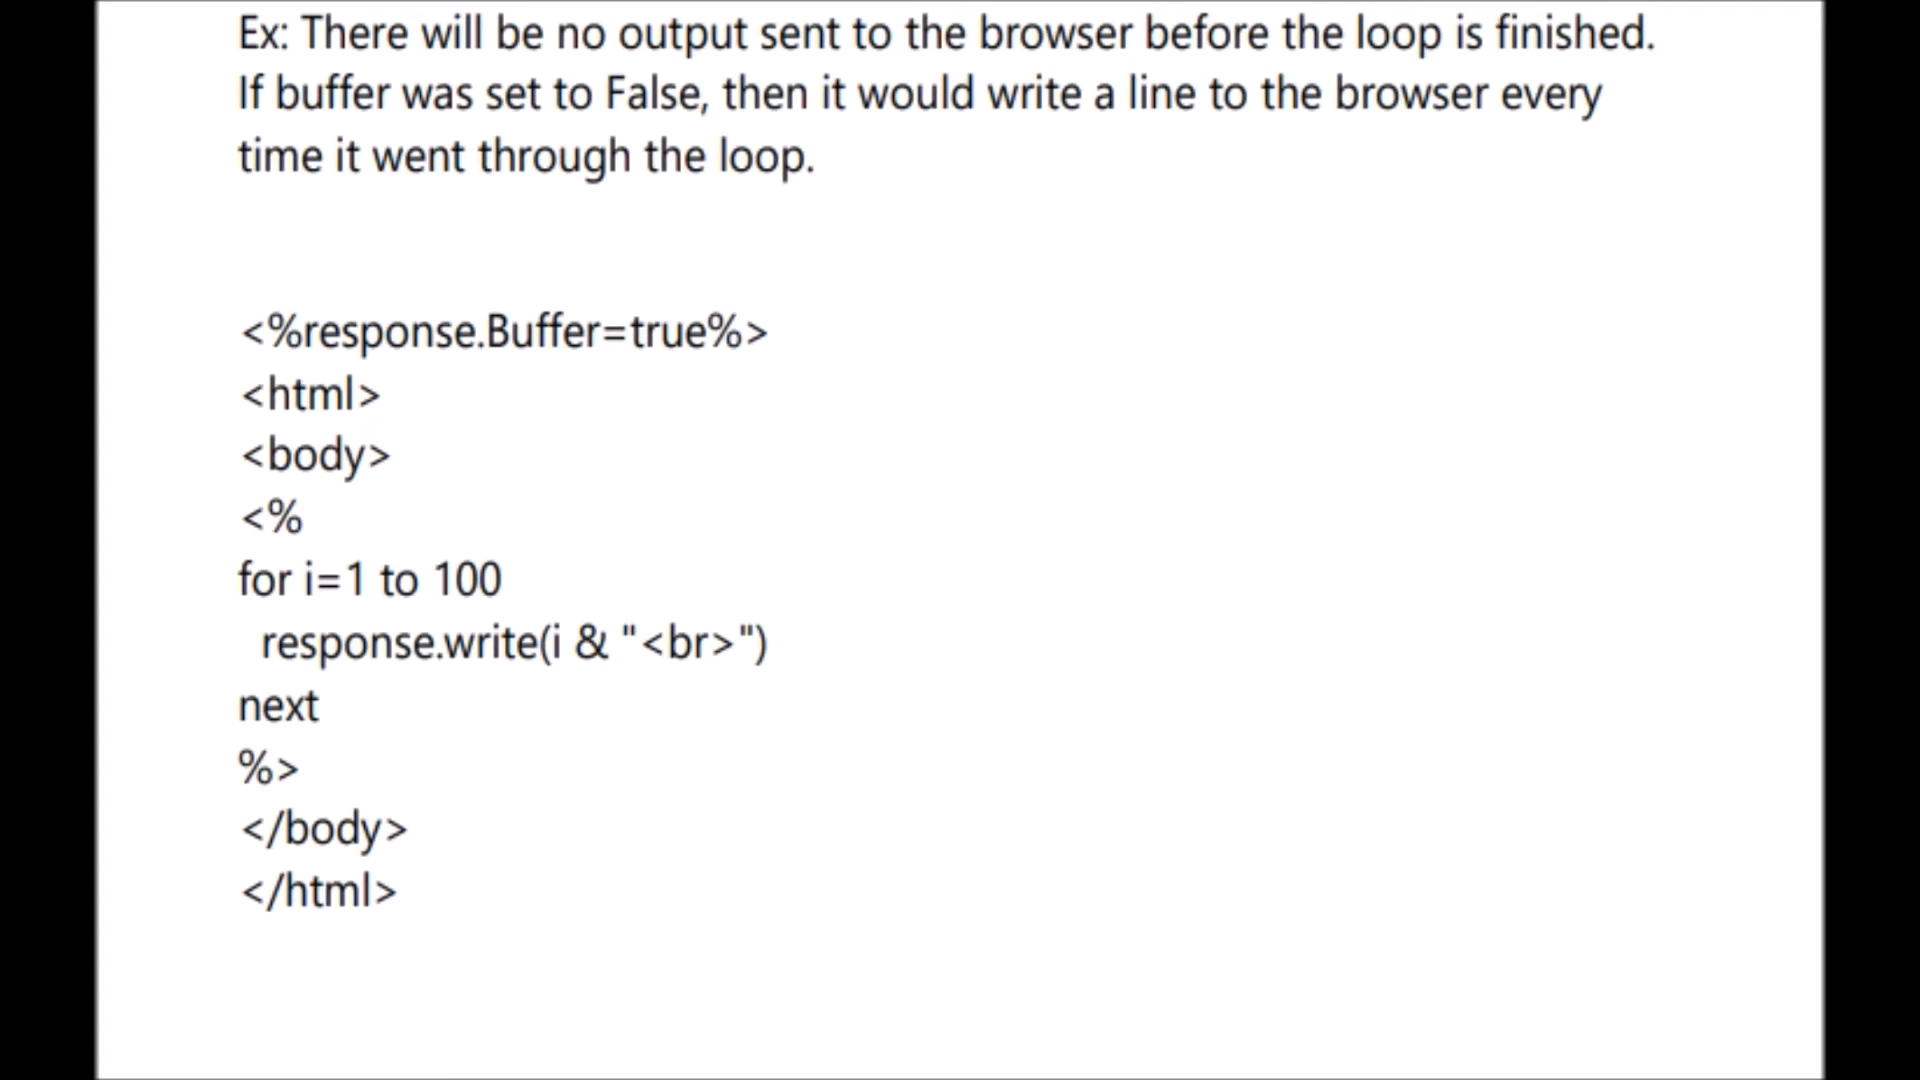 Ex: There will be no output sent to the browser before the loop is finished.
If buffer was set to False, then it would write a line to the browser every
time it went through the loop.
<%response.Buffer=true%>
<html>
<body>
<%
for i=1 to 100
  response.write(i & "<br>")
next
%>
</body>
</html>